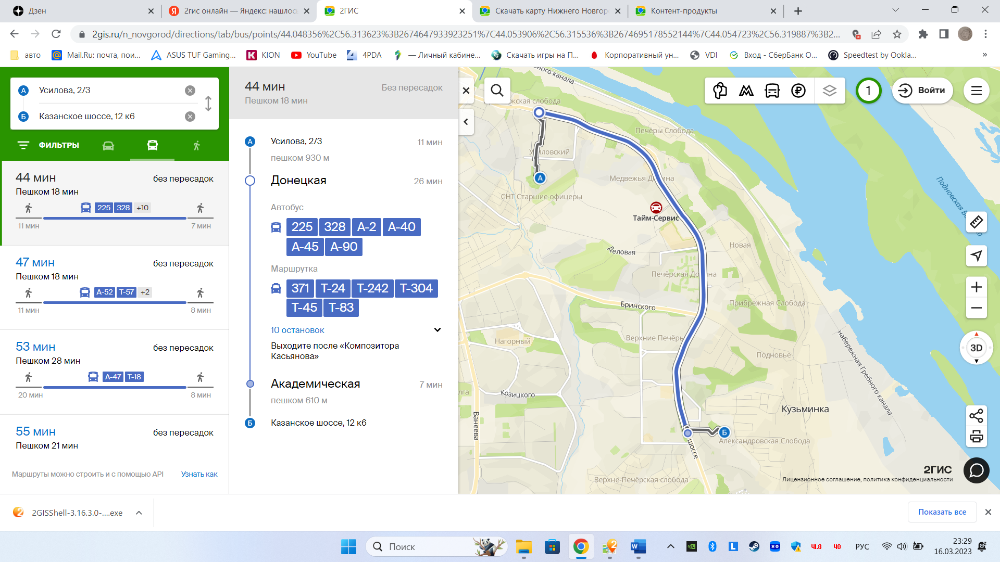 Дзен
2гис онлайн — Яндекс: нашлось
2ГИС
Скачать карту Нижнего Новгор
Контент-продукты
2gis.ru/n_novgorod/directions/tab/bus/points/44.048356%2C56.313623%3B2674647933923251%7C44.053906%2C56.315536%3B2674695178552144%7C44.054723%2C56.319887%3B2...
авто
Mail.Ru: почта, пои...
ASUS TUF Gaming...
KION
YouTube
4PDA
— Личный кабине...
Скачать игры на П...
Корпоративный ун...
VDI
Вход - СберБанк О...
Speedtest by Ookla...
»
А
Усилова, 2/3
Б
Казанское шоссе, 12 к6
ФИЛЬТРЫ
44 мин
без пересадок
Пешком 18 мин
225 328 +10
11 мин
7 мин
47 мин
без пересадок
Пешком 18 мин
А-52 Т-57 +2
11 мин
8 мин
53 мин
без пересадок
Пешком 28 мин
А-47 Т-18
20 мин
8 мин
55 мин
без пересадок
Пешком 21 мин
Маршруты можно строить и с помощью API
Узнать как
44 мин
Без пересадок
Пешком 18 мин
А
Усилова, 2/3
11 мин
пешком 930 м
Донецкая
26 мин
Автобус
225 328 А-2 А-40
А-45 А-90
Маршрутка
371 Т-24 Т-242 Т-304
Т-45 Т-83
10 остановок
Выходите после «Композитора
Касьянова»
Академическая
7 мин
пешком 610 м
Б
Казанское шоссе, 12 к6
1
Войти
ного канала
жская слобода
Печёры Слобода
А
Медвежья Долина
СНТ Старшие офицеры
Тайм-Сервис
Деловая
Новая
Печёрская Долина
Подновская
Бринского
Прибрежная Слобода
Верхние Печёры
Нагорный
Подновье
набережная Гребного канала
Козицкого
Ванеева
Кузьминка
Б
Александровская Слобода
шоссе
Верхне-Печёрская слобода
3D
2ГИС
Лицензионное соглашение, политика конфиденциальности
2GISShell-3.16.3.0-....exe
Показать все
Поиск
РУС
23:29
16.03.2023